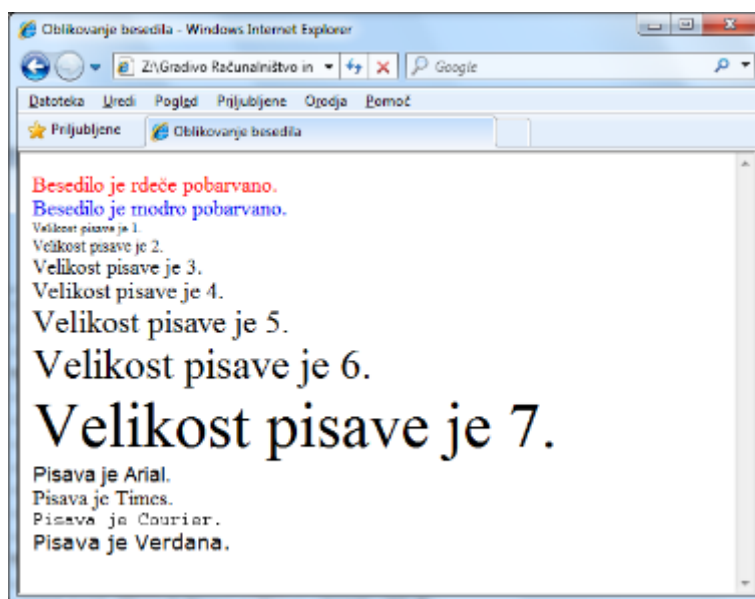 Oblikovanje besedila - Windows Internet Explorer
Z:\Gradivo Računalništvo in
Google
Datoteka Uredi Pogled Priljubljene Orodja Pomoč
Priljubljene Oblikovanje besedila
Besedilo je rdeče pobarvano.
Besedilo je modro pobarvano.
Velikost pisave je 1.
Velikost pisave je 2.
Velikost pisave je 3.
Velikost pisave je 4.
Velikost pisave je 5.
Velikost pisave je 6.
Velikost pisave je 7.
Pisava je Arial.
Pisava je Times.
Pisava je Courier.
Pisava je Verdana.